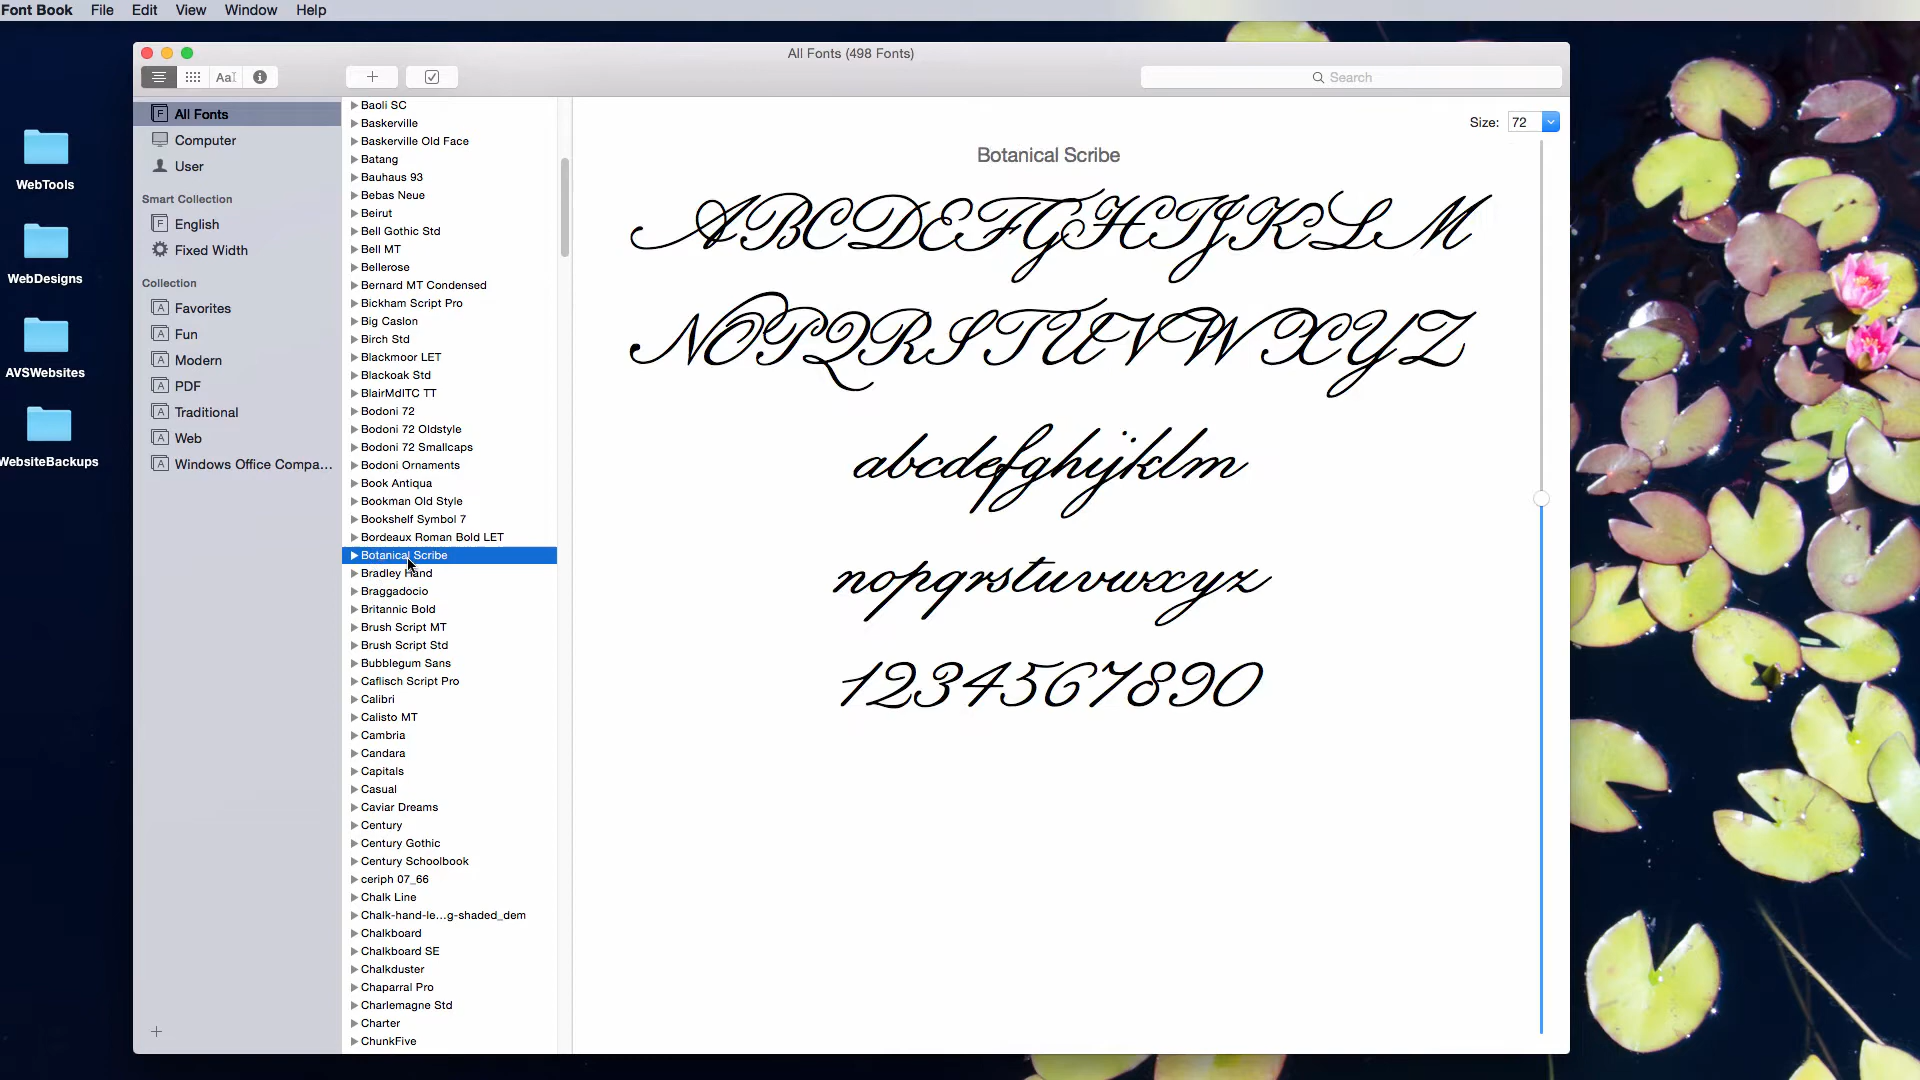 Font Book File Edit View Window Help
All Fonts (498 Fonts)
Search
WebTools
WebDesigns
AVSWebsites
WebsiteBackups
All Fonts
Computer
User
Smart Collection
English
Fixed Width
Collection
Favorites
Fun
Modern
PDF
Traditional
Web
Windows Office Compa...
Baoli SC
Baskerville
Baskerville Old Face
Batang
Bauhaus 93
Bebas Neue
Beirut
Bell Gothic Std
Bell MT
Bellerose
Bernard MT Condensed
Bickham Script Pro
Big Caslon
Birch Std
Blackmoor LET
Blackoak Std
BlairMdITC TT
Bodoni 72
Bodoni 72 Oldstyle
Bodoni 72 Smallcaps
Bodoni Ornaments
Book Antiqua
Bookman Old Style
Bookshelf Symbol 7
Bordeaux Roman Bold LET
Botanical Scribe
Bradley Hand
Braggadocio
Britannic Bold
Brush Script MT
Brush Script Std
Bubblegum Sans
Caflisch Script Pro
Calibri
Calisto MT
Cambria
Candara
Capitals
Casual
Caviar Dreams
Century
Century Gothic
Century Schoolbook
ceriph 07_66
Chalk Line
Chalk-hand-le...g-shaded_dem
Chalkboard
Chalkboard SE
Chalkduster
Chaparral Pro
Charlemagne Std
Charter
ChunkFive
Size: 72
Botanical Scribe
ABCDEFGHIJKLM
NOPQRSTUVWXYZ
abcdefghijklm
nopqrstuvwxyz
1234567890